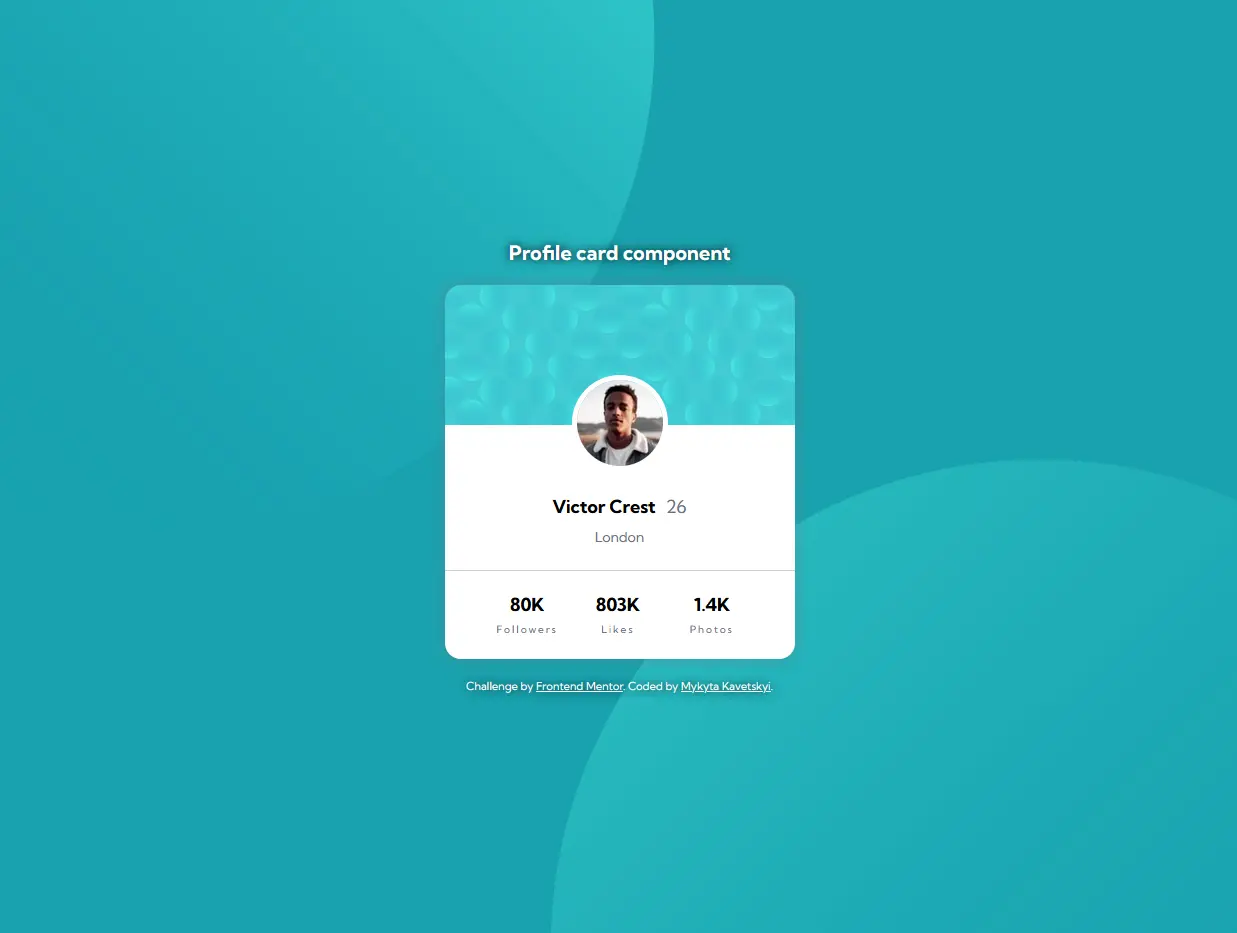 Profile card component
Victor Crest 26
London
80K 803K 1.4K
Followers Likes Photos
Challenge by Frontend Mentor. Coded by Mykyta Kavetskyi.